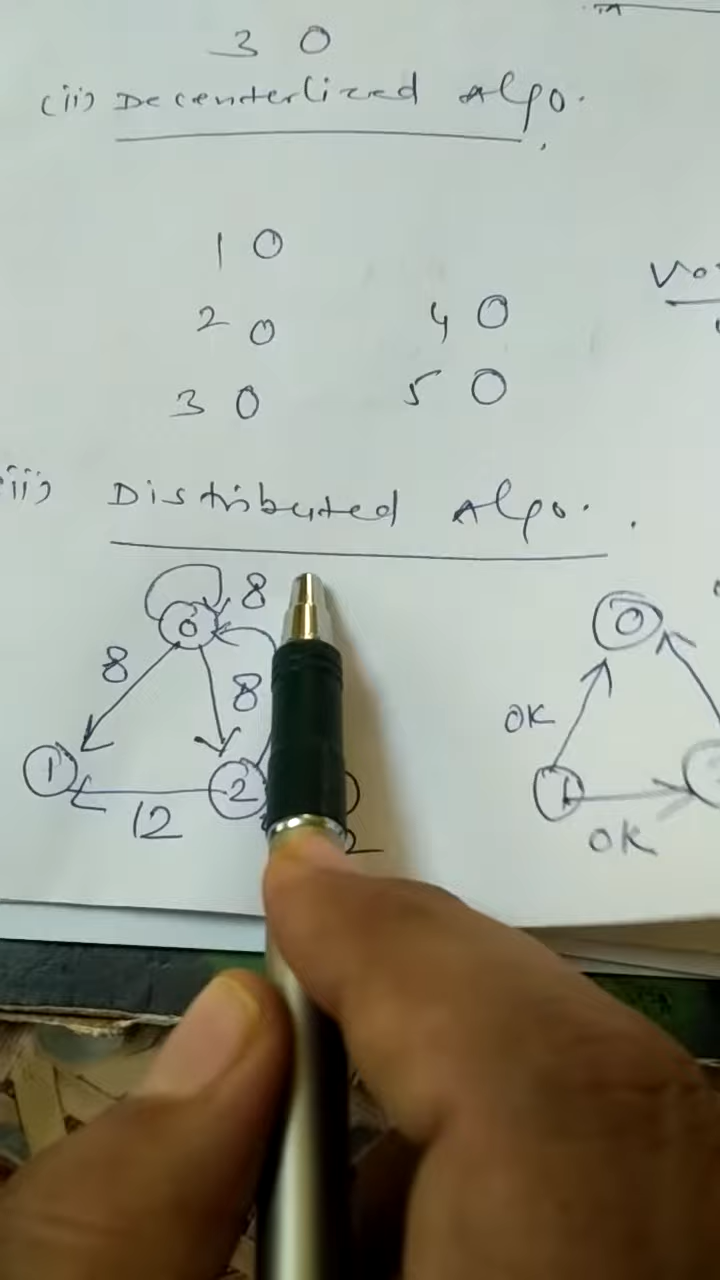 3 0
(ii) Decenterlized Algo.
1 0
2 0 4 0
3 0 5 0
iii) Distributed Algo.
8
0 0
8 8 OK
1 2 1
12 OK
2